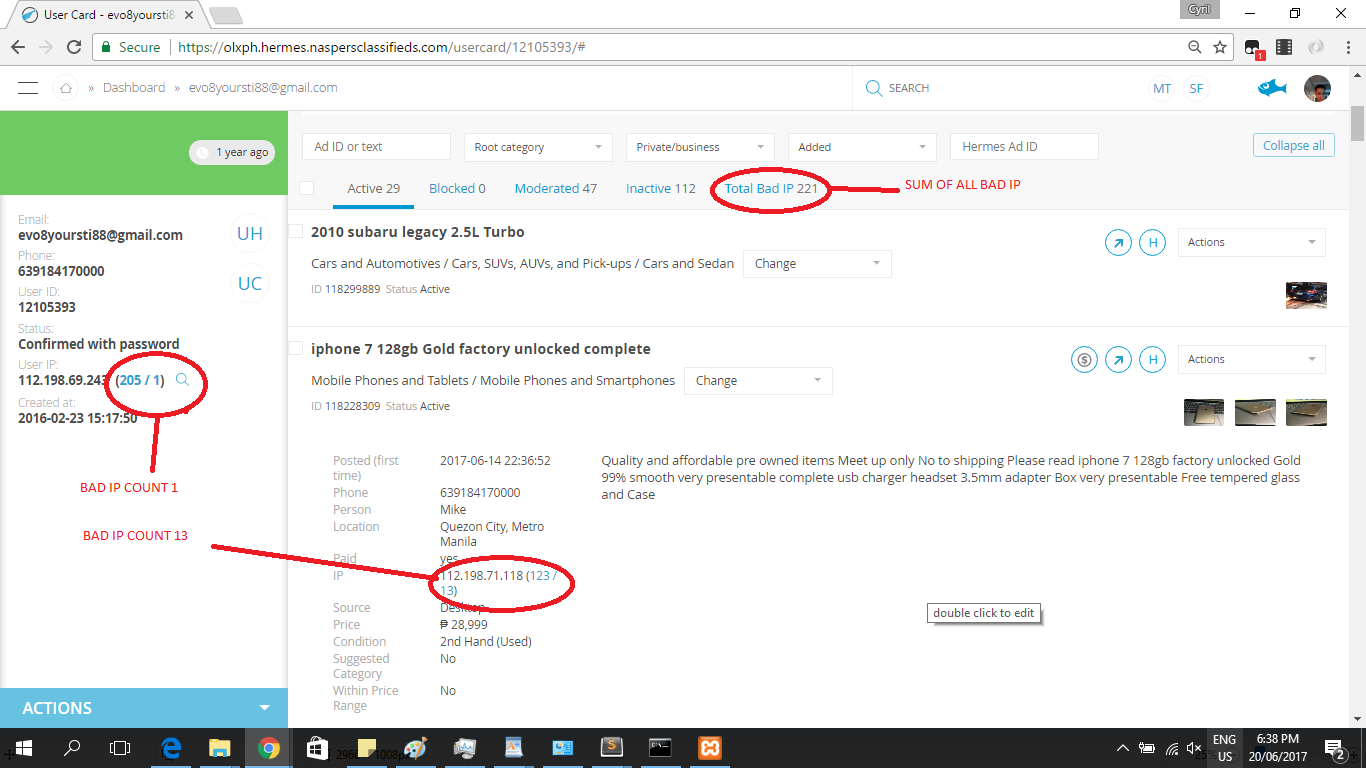 User Card - evo8yoursti88
Cyril
Secure https://olxph.hermes.naspersclassifieds.com/usercard/12105393/#
1
» Dashboard » evo8yoursti88@gmail.com
SEARCH
MT SF
1 year ago
Ad ID or text
Root category
Private/business
Added
Hermes Ad ID
Collapse all
Active 29
Blocked 0
Moderated 47
Inactive 112
Total Bad IP 221
SUM OF ALL BAD IP
Email:
evo8yoursti88@gmail.com
UH
Phone:
639184170000
User ID:
12105393
UC
Status:
Confirmed with password
User IP:
112.198.69.243 (205 / 1)
Created at:
2016-02-23 15:17:50
BAD IP COUNT 1
BAD IP COUNT 13
ACTIONS
2010 subaru legacy 2.5L Turbo
H
Actions
Cars and Automotives / Cars, SUVs, AUVs, and Pick-ups / Cars and Sedan
Change
ID 118299889 Status Active
iphone 7 128gb Gold factory unlocked complete
H
Actions
Mobile Phones and Tablets / Mobile Phones and Smartphones
Change
ID 118228309 Status Active
Posted (first time) 2017-06-14 22:36:52
Phone 639184170000
Person Mike
Location Quezon City, Metro Manila
Paid yes
IP 112.198.71.118 (123 / 13)
Source Desktop
Price ₱ 28,999
Condition 2nd Hand (Used)
Suggested Category No
Within Price Range No
Quality and affordable pre owned items Meet up only No to shipping Please read iphone 7 128gb factory unlocked Gold
99% smooth very presentable complete usb charger headset 3.5mm adapter Box very presentable Free tempered glass
and Case
double click to edit
ENG
US
6:38 PM
20/06/2017
2